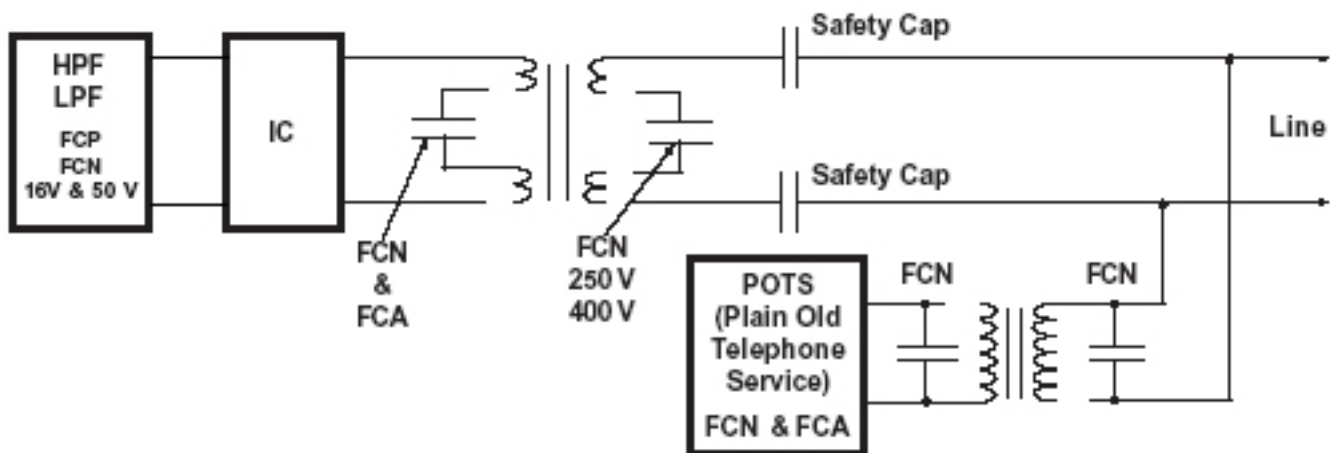 Safety Cap
HPF
LPF
FCP
FCN
16V & 50 V
IC
Line
Safety Cap
FCN
&
FCA
FCN
250 V
400 V
POTS
(Plain Old
Telephone
Service)
FCN & FCA
FCN
FCN